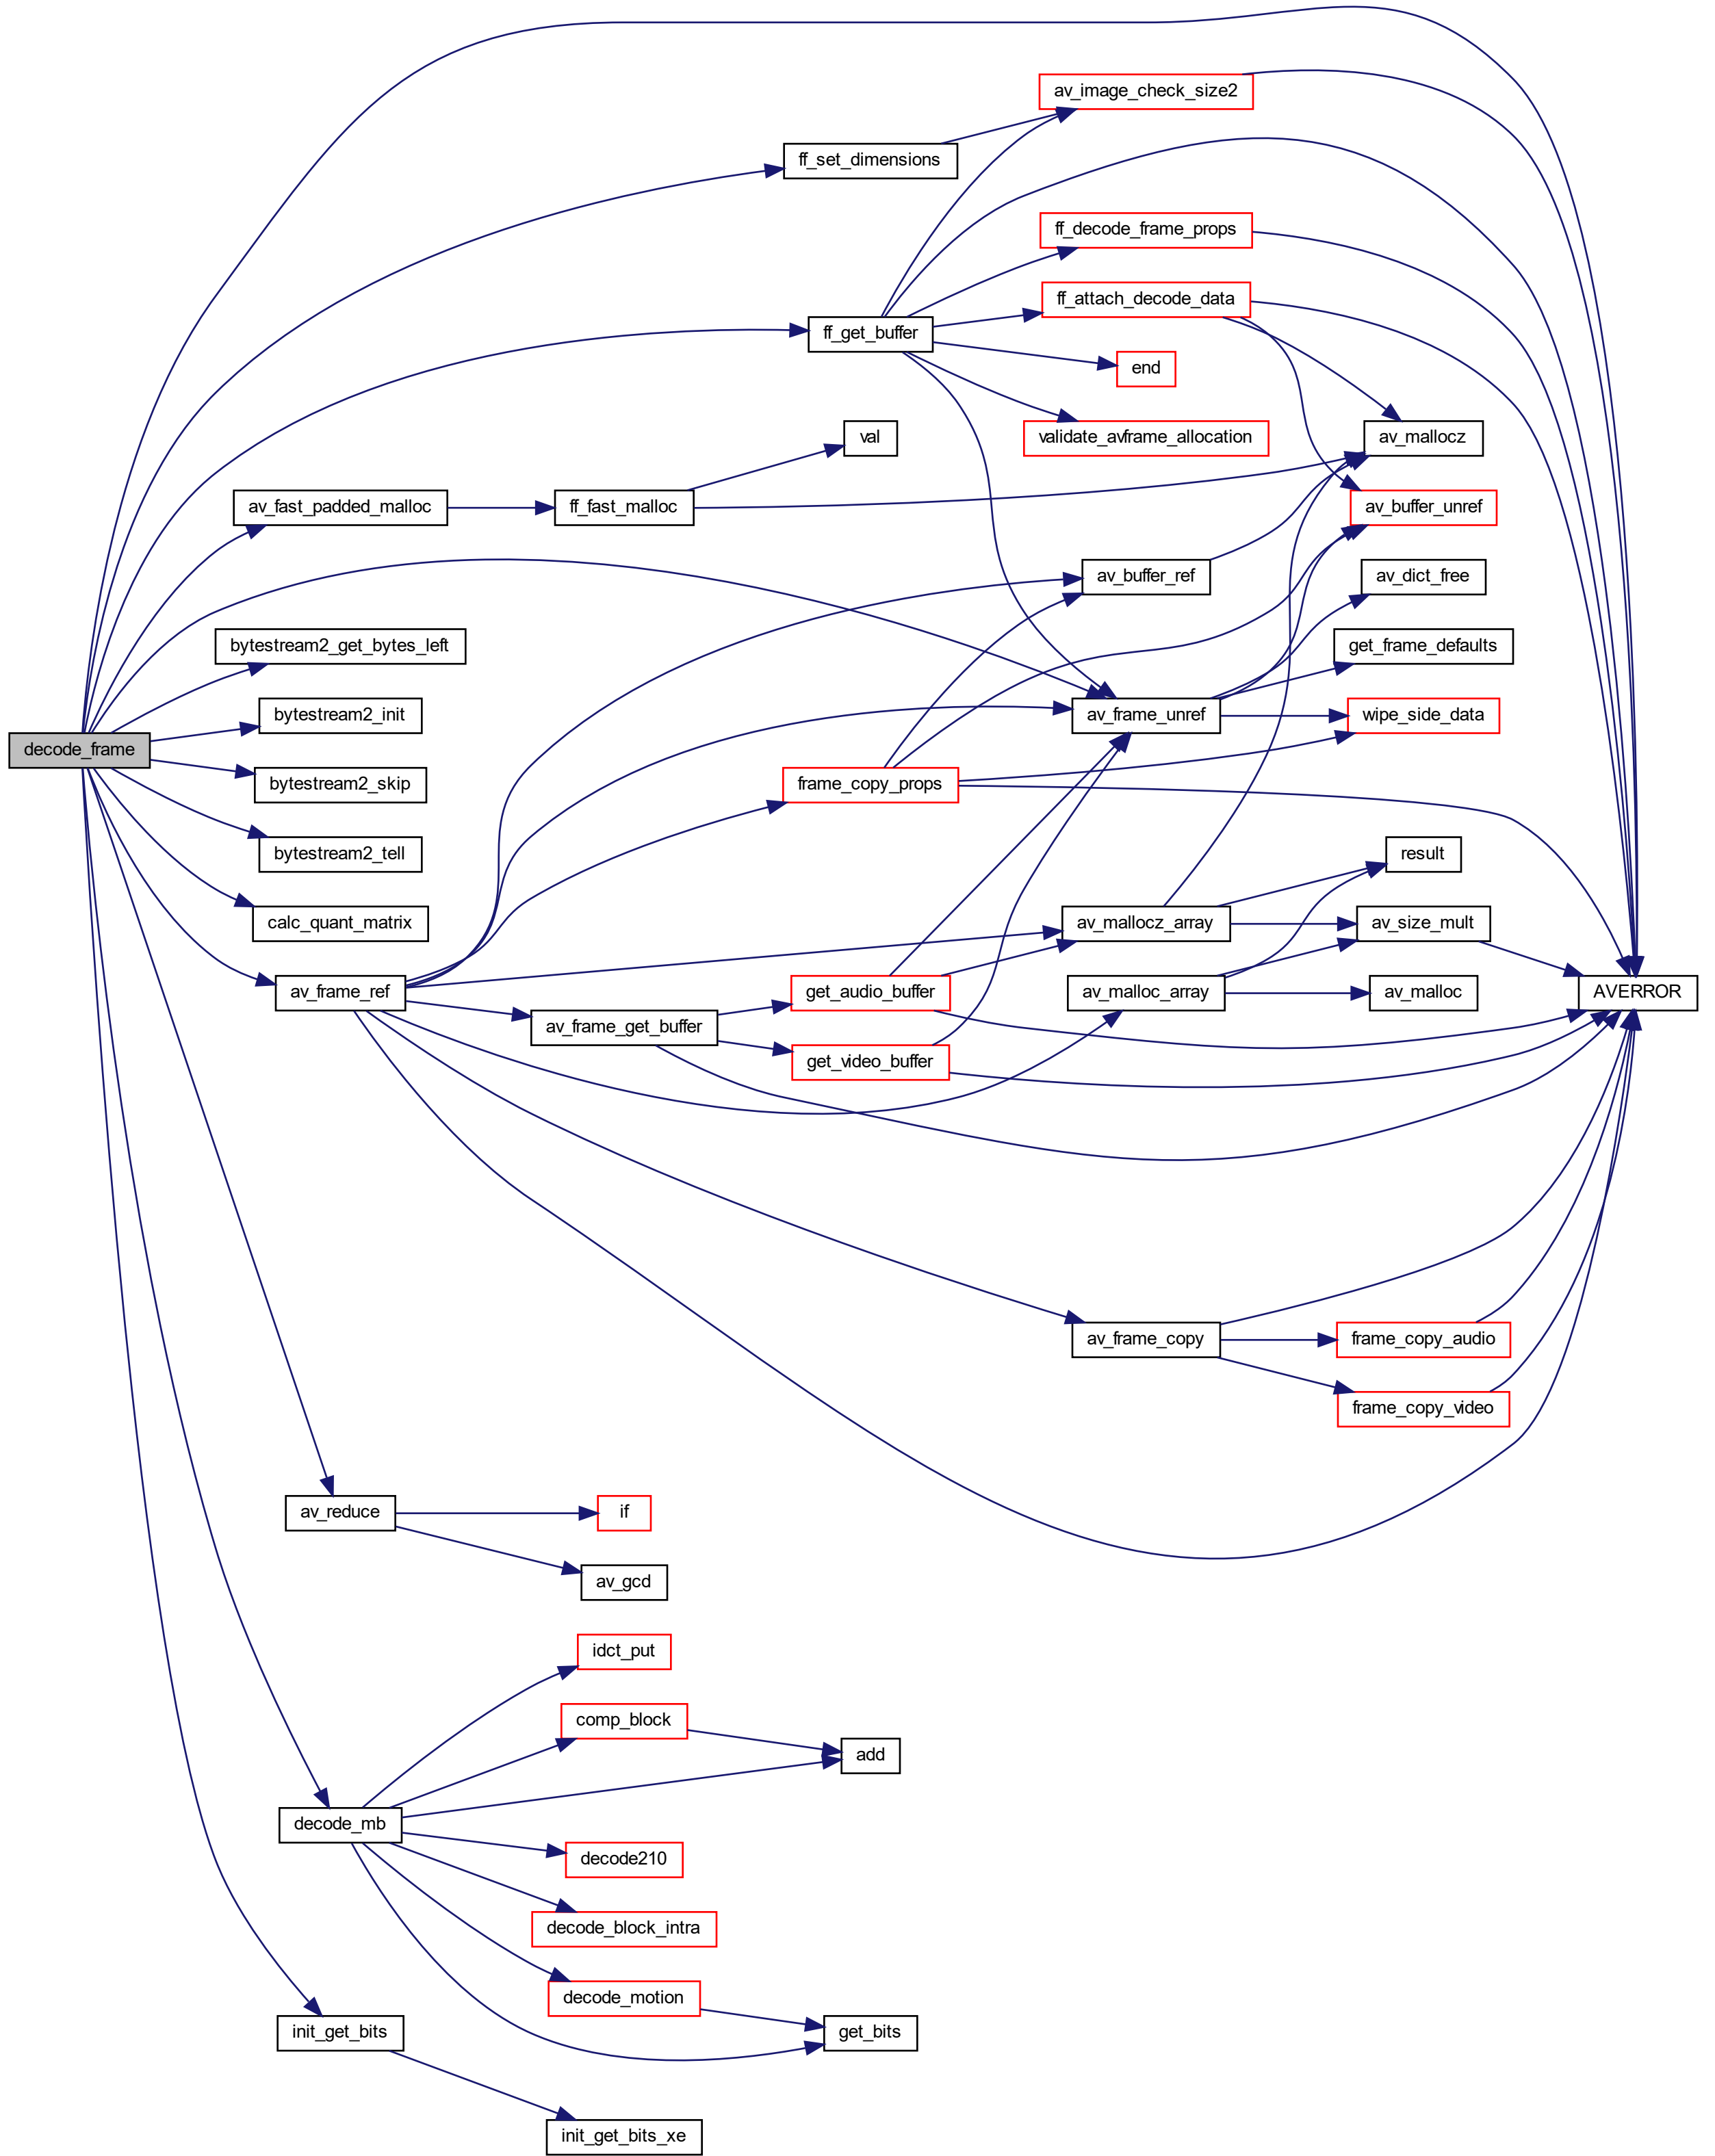 av_image_check_size2
ff_set_dimensions
ff_decode_frame_props
ff_attach_decode_data
ff_get_buffer
end
val
validate_avframe_allocation
av_mallocz
av_fast_padded_malloc
ff_fast_malloc
av_buffer_unref
av_buffer_ref
av_dict_free
bytestream2_get_bytes_left
get_frame_defaults
bytestream2_init
av_frame_unref
wipe_side_data
decode_frame
bytestream2_skip
frame_copy_props
bytestream2_tell
result
calc_quant_matrix
av_mallocz_array
av_size_mult
av_frame_ref
get_audio_buffer
av_malloc_array
av_malloc
AVERROR
av_frame_get_buffer
get_video_buffer
av_frame_copy
frame_copy_audio
frame_copy_video
av_reduce
if
av_gcd
idct_put
comp_block
add
decode_mb
decode210
decode_block_intra
decode_motion
init_get_bits
get_bits
init_get_bits_xe